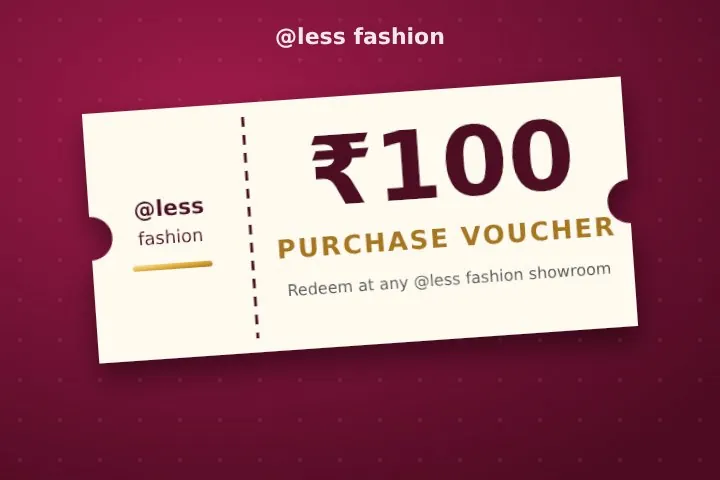 @less fashion
@less
fashion
₹100
PURCHASE VOUCHER
Redeem at any @less fashion showroom